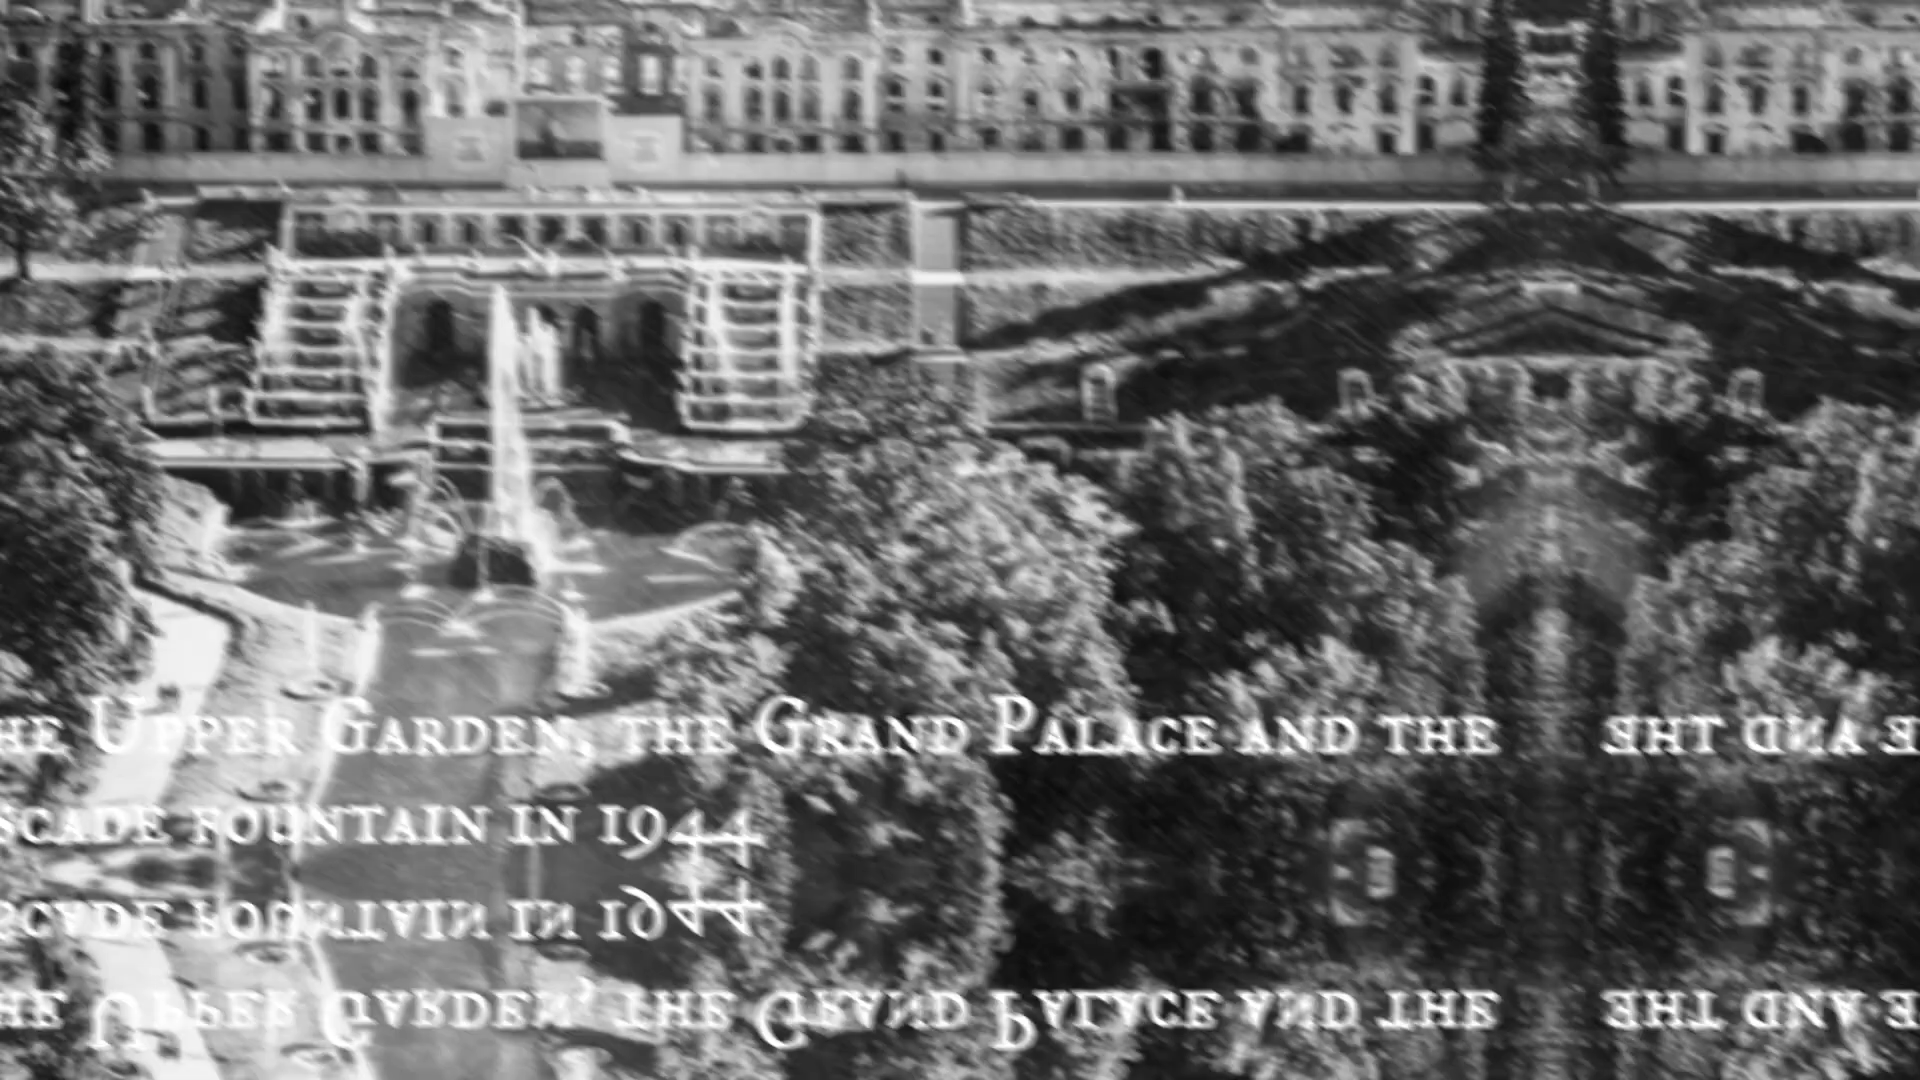 HE UPPER GARDEN, THE GRAND PALACE AND THE
SCADE FOUNTAIN IN 1944